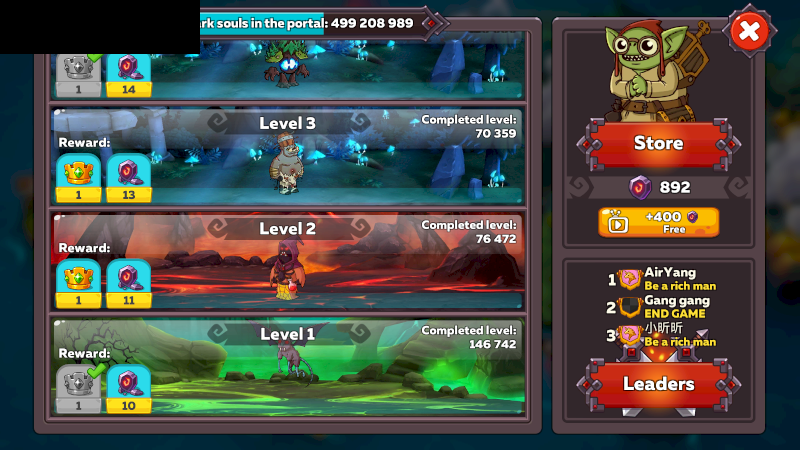 souls in the portal: 499 208 989
1
14
Level 3
Completed level:
70 359
Reward:
1
13
Level 2
Completed level:
76 472
Reward:
1
11
Level 1
Completed level:
146 742
Reward:
1
10
Store
892
+400
Free
1 AirYang
Be a rich man
2 Gang gang
END GAME
3 小昕昕
Be a rich man
Leaders